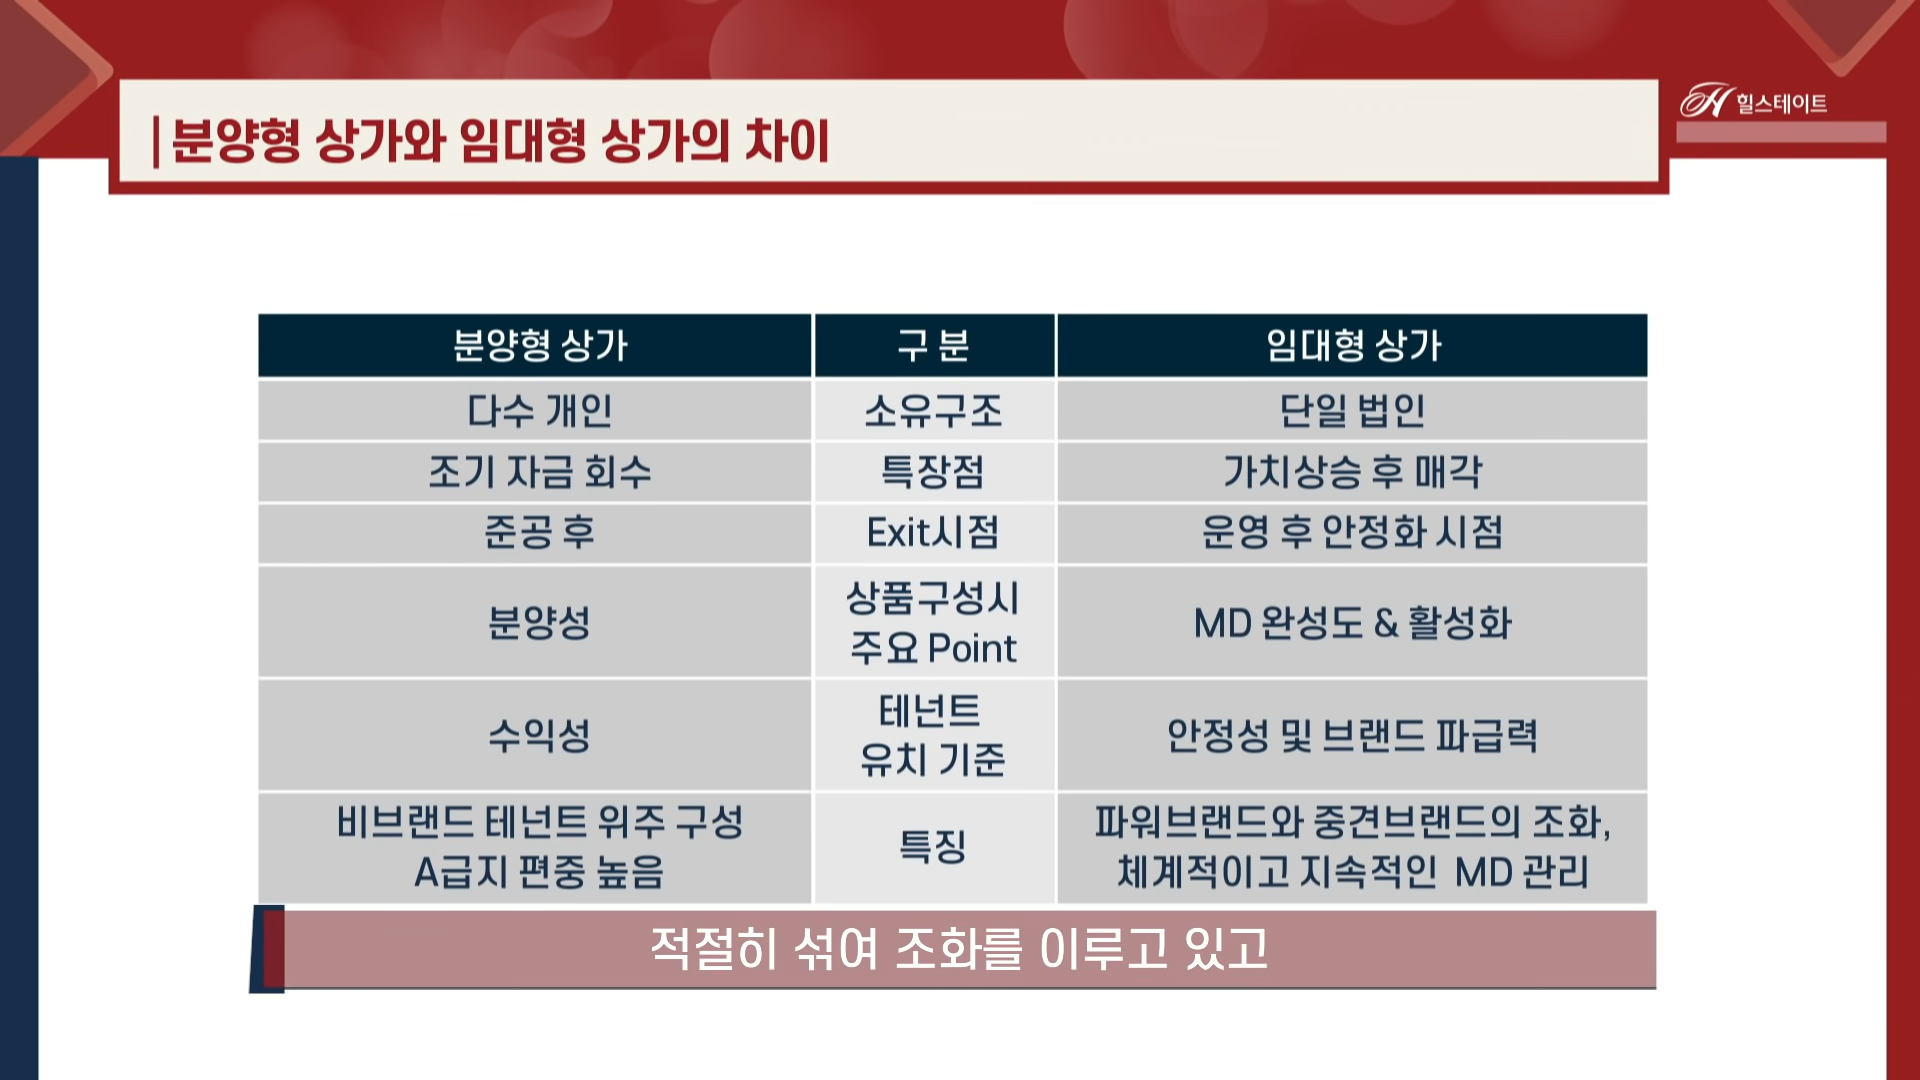 분양형 상가와 임대형 상가의 차이
힐스테이트
분양형 상가 구 분 임대형 상가
다수 개인 소유구조 단일 법인
조기 자금 회수 특장점 가치상승 후 매각
준공 후 Exit시점 운영 후 안정화 시점
분양성 상품구성시 주요 Point MD 완성도 & 활성화
수익성 테넌트 유치 기준 안정성 및 브랜드 파급력
비브랜드 테넌트 위주 구성
A급지 편중 높음
특징
파워브랜드와 중견브랜드의 조화,
체계적이고 지속적인 MD 관리
적절히 섞여 조화를 이루고 있고